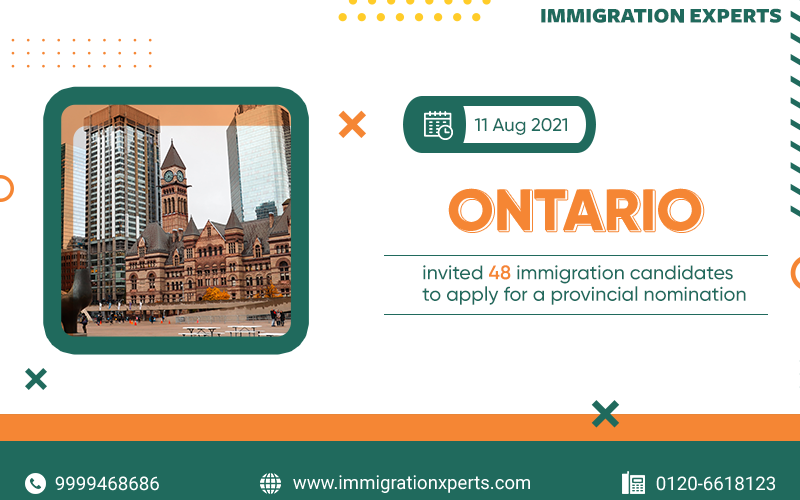 IMMIGRATION EXPERTS
11 Aug 2021
ONTARIO
invited 48 immigration candidates
to apply for a provincial nomination
9999468686
www.immigrationxperts.com
0120-6618123